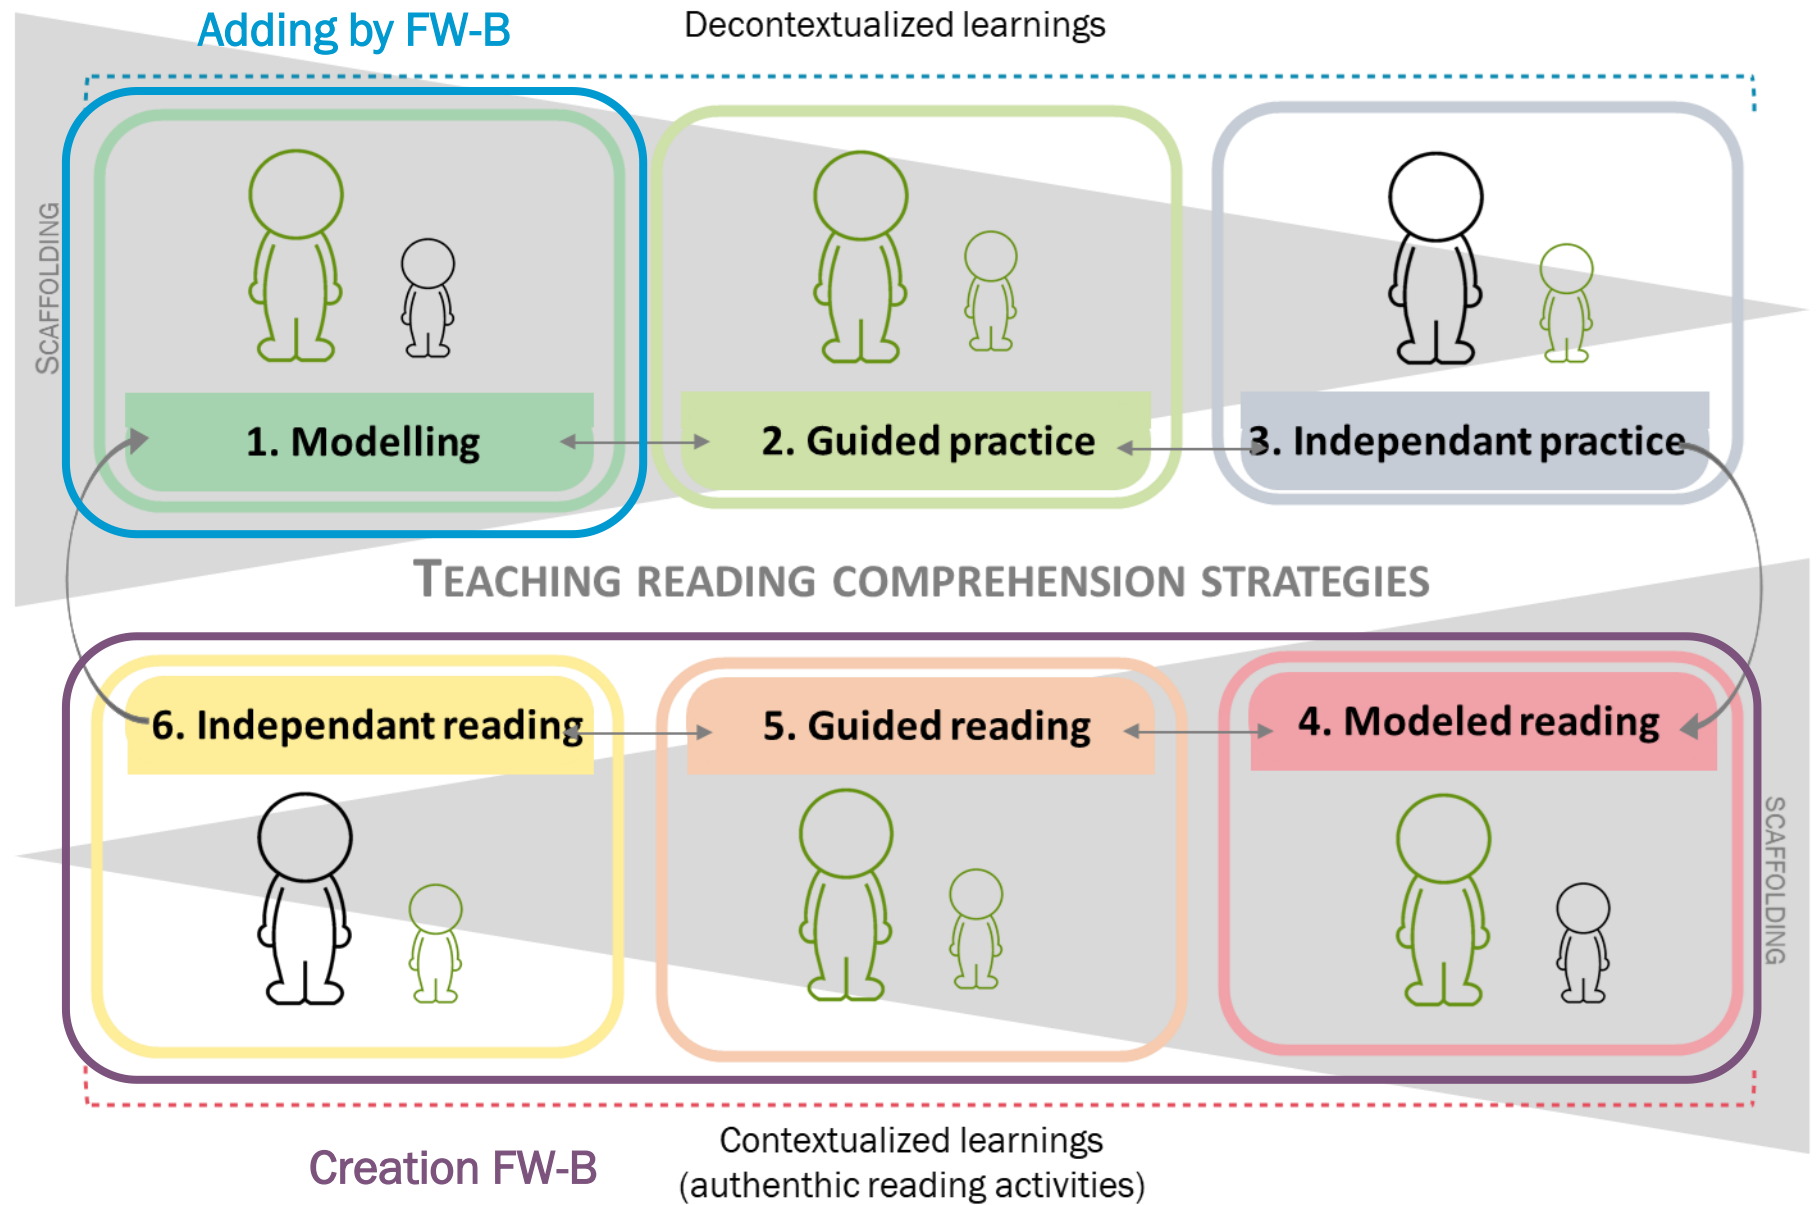 Adding by FW-B
Decontextualized learnings
SCAFFOLDING
1. Modelling
2. Guided practice
3. Independant practice
TEACHING READING COMPREHENSION STRATEGIES
6. Independant reading
5. Guided reading
4. Modeled reading
SCAFFOLDING
Creation FW-B
Contextualized learnings
(authenthic reading activities)